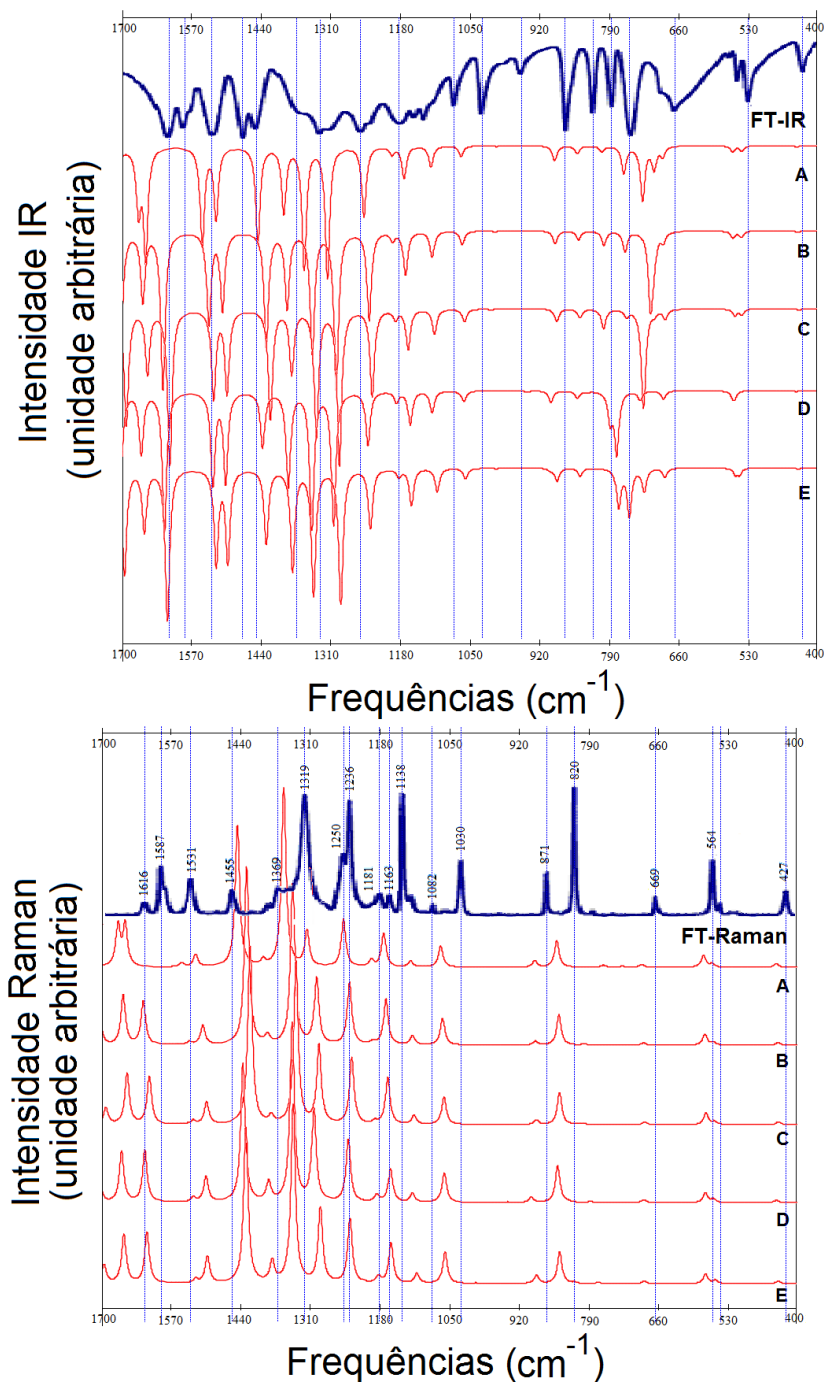 1700 1570 1440 1310 1180 1050 920 790 660 530 400
FT-IR
A
B
C
D
E
Intensidade IR
(unidade arbitrária)
1700 1570 1440 1310 1180 1050 920 790 660 530 400
Frequências (cm⁻¹)
1700 1570 1440 1310 1180 1050 920 790 660 530 400
1616 1587 1531 1455 1369 1319 1250 1236 1181 1163 1138 1082 1030 871 820 669 564 427
FT-Raman
A
B
C
D
E
Intensidade Raman
(unidade arbitrária)
1700 1570 1440 1310 1180 1050 920 790 660 530 400
Frequências (cm⁻¹)